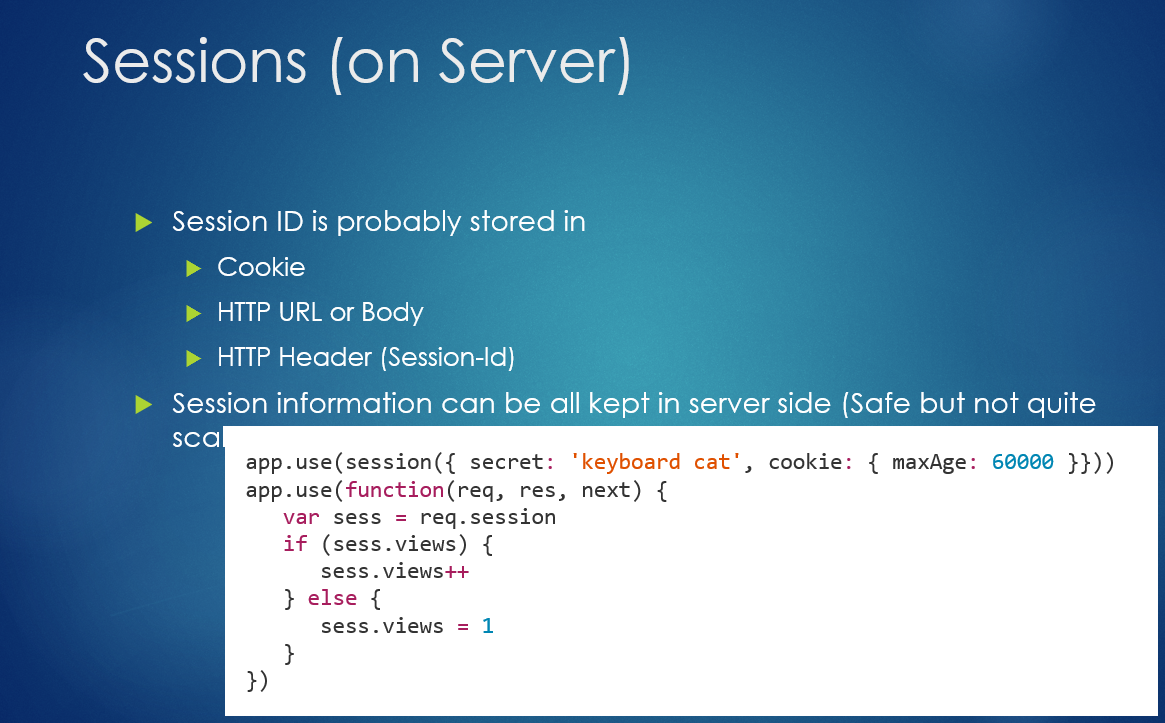 Sessions (on Server)
Session ID is probably stored in
Cookie
HTTP URL or Body
HTTP Header (Session-Id)
Session information can be all kept in server side (Safe but not quite
app.use(session({ secret: 'keyboard cat', cookie: { maxAge: 60000 }}))
app.use(function(req, res, next) {
   var sess = req.session
   if (sess.views) {
      sess.views++
   } else {
      sess.views = 1
   }
})